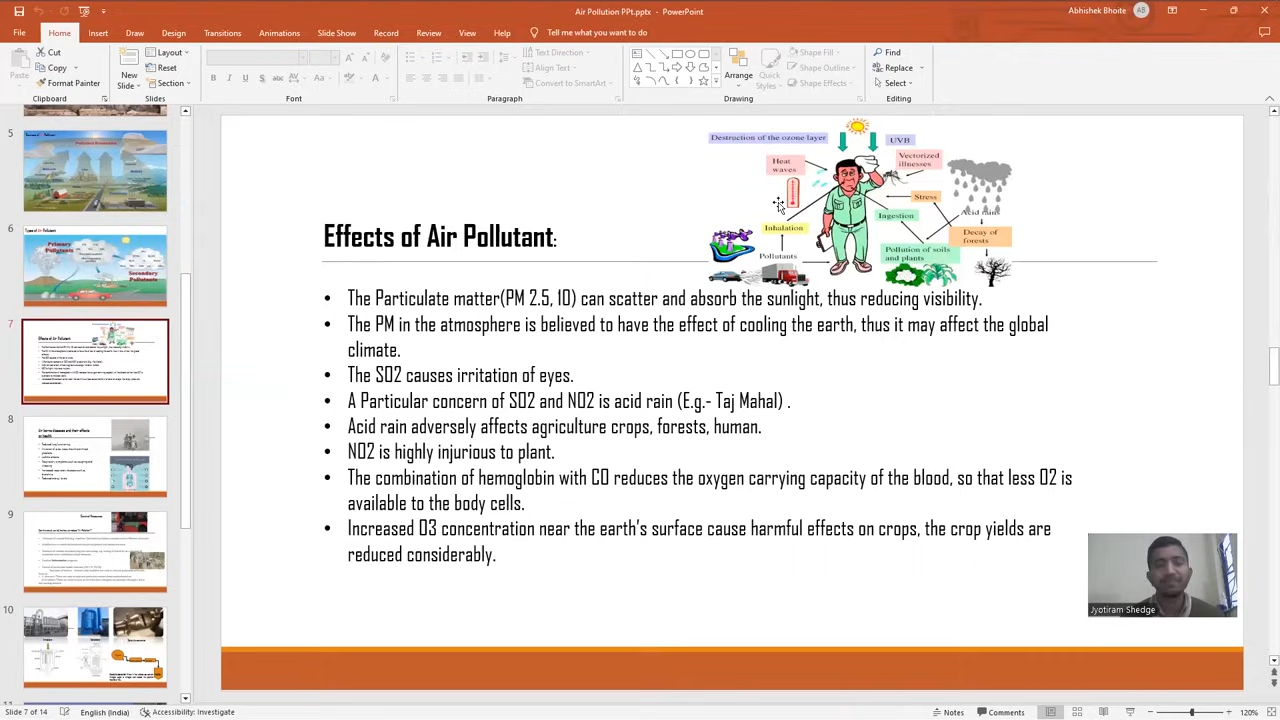 Air Pollution PPt.pptx - PowerPoint
Abhishek Bhoite AB
File Home Insert Draw Design Transitions Animations Slide Show Record Review View Help Tell me what you want to do
Cut
Copy
Format Painter
Paste
Clipboard
New
Slide
Layout
Reset
Section
Slides
Font
Text Direction
Align Text
Convert to SmartArt
Paragraph
Arrange
Quick
Styles
Shape Fill
Shape Outline
Shape Effects
Drawing
Find
Replace
Select
Editing
5
6
Primary
Pollutants
Secondary
Pollutants
7
8
9
10
Destruction of the ozone layer
UVB
Heat
waves
Vectorized
illnesses
Stress
Acid rains
Ingestion
Inhalation
Decay of
forests
Pollution of soils
and plants
Pollutants
Effects of Air Pollutant:
• The Particulate matter(PM 2.5, 10) can scatter and absorb the sunlight, thus reducing visibility.
• The PM in the atmosphere is believed to have the effect of cooling the earth, thus it may affect the global
climate.
• The SO2 causes irritation of eyes.
• A Particular concern of SO2 and NO2 is acid rain (E.g.- Taj Mahal) .
• Acid rain adversely affects agriculture crops, forests, human.
• NO2 is highly injurious to plant.
• The combination of hemoglobin with CO reduces the oxygen carrying capacity of the blood, so that less O2 is
available to the body cells.
• Increased O3 concentration near the earth's surface cause harmful effects on crops, the crop yields are
reduced considerably.
Jyotiram Shedge
Slide 7 of 14 English (India) Accessibility: Investigate
Notes Comments 120%